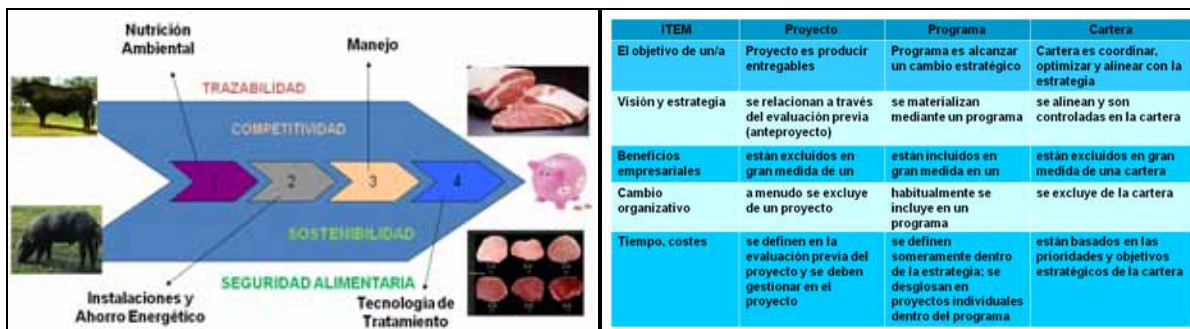 Nutrición
Ambiental
Manejo
TRAZABILIDAD
COMPETITIVIDAD
1
2
3
4
SOSTENIBILIDAD
SEGURIDAD ALIMENTARIA
Instalaciones y
Ahorro Energético
Tecnología de
Tratamiento
ITEM Proyecto Programa Cartera
El objetivo de un/a
Proyecto es producir
entregables
Programa es alcanzar
un cambio estratégico
Cartera es coordinar,
optimizar y alinear con la
estrategia
Visión y estrategia
se relacionan a través
del evaluación previa
(anteproyecto)
se materializan
mediante un programa
se alinean y son
controladas en la cartera
Beneficios
empresariales
están excluidos en
gran medida de un
están incluidos en
gran medida en un
están excluidos en gran
medida de una cartera
Cambio
organizativo
a menudo se excluye
de un proyecto
habitualmente se
incluye en un
programa
se excluye de la cartera
Tiempo, costes
se definen en la
evaluación previa del
proyecto y se deben
gestionar en el
proyecto
se definen
someramente dentro
de la estrategia; se
desglosan en
proyectos individuales
dentro del programa
están basados en las
prioridades y objetivos
estratégicos de la cartera